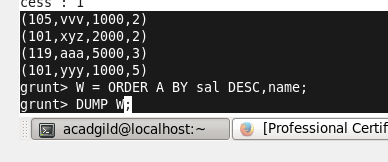 cess : 1
(105,vvv,1000,2)
(101,xyz,2000,2)
(119,aaa,5000,3)
(101,yyy,1000,5)
grunt> W = ORDER A BY sal DESC,name;
grunt> DUMP W;
acadgild@localhost:~ [Professional Certif